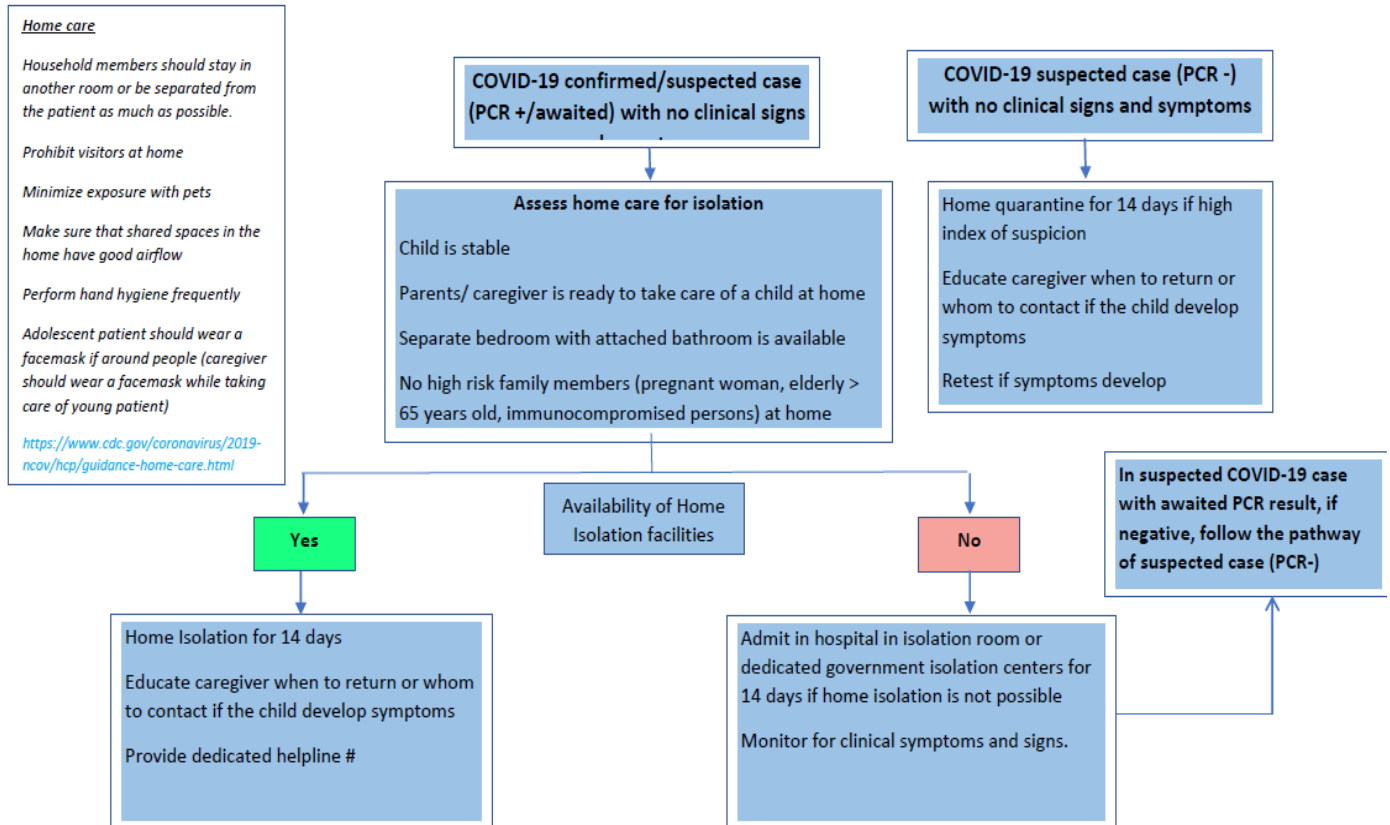 Home care
Household members should stay in
another room or be separated from
the patient as much as possible.
Prohibit visitors at home
Minimize exposure with pets
Make sure that shared spaces in the
home have good airflow
Perform hand hygiene frequently
Adolescent patient should wear a
facemask if around people (caregiver
should wear a facemask while taking
care of young patient)
https://www.cdc.gov/coronavirus/2019-
ncov/hcp/guidance-home-care.html
COVID-19 confirmed/suspected case
(PCR +/awaited) with no clinical signs
COVID-19 suspected case (PCR -)
with no clinical signs and symptoms
Assess home care for isolation
Child is stable
Parents/ caregiver is ready to take care of a child at home
Separate bedroom with attached bathroom is available
No high risk family members (pregnant woman, elderly >
65 years old, immunocompromised persons) at home
Home quarantine for 14 days if high
index of suspicion
Educate caregiver when to return or
whom to contact if the child develop
symptoms
Retest if symptoms develop
Availability of Home
Isolation facilities
Yes
No
In suspected COVID-19 case
with awaited PCR result, if
negative, follow the pathway
of suspected case (PCR-)
Home Isolation for 14 days
Educate caregiver when to return or whom
to contact if the child develop symptoms
Provide dedicated helpline #
Admit in hospital in isolation room or
dedicated government isolation centers for
14 days if home isolation is not possible
Monitor for clinical symptoms and signs.